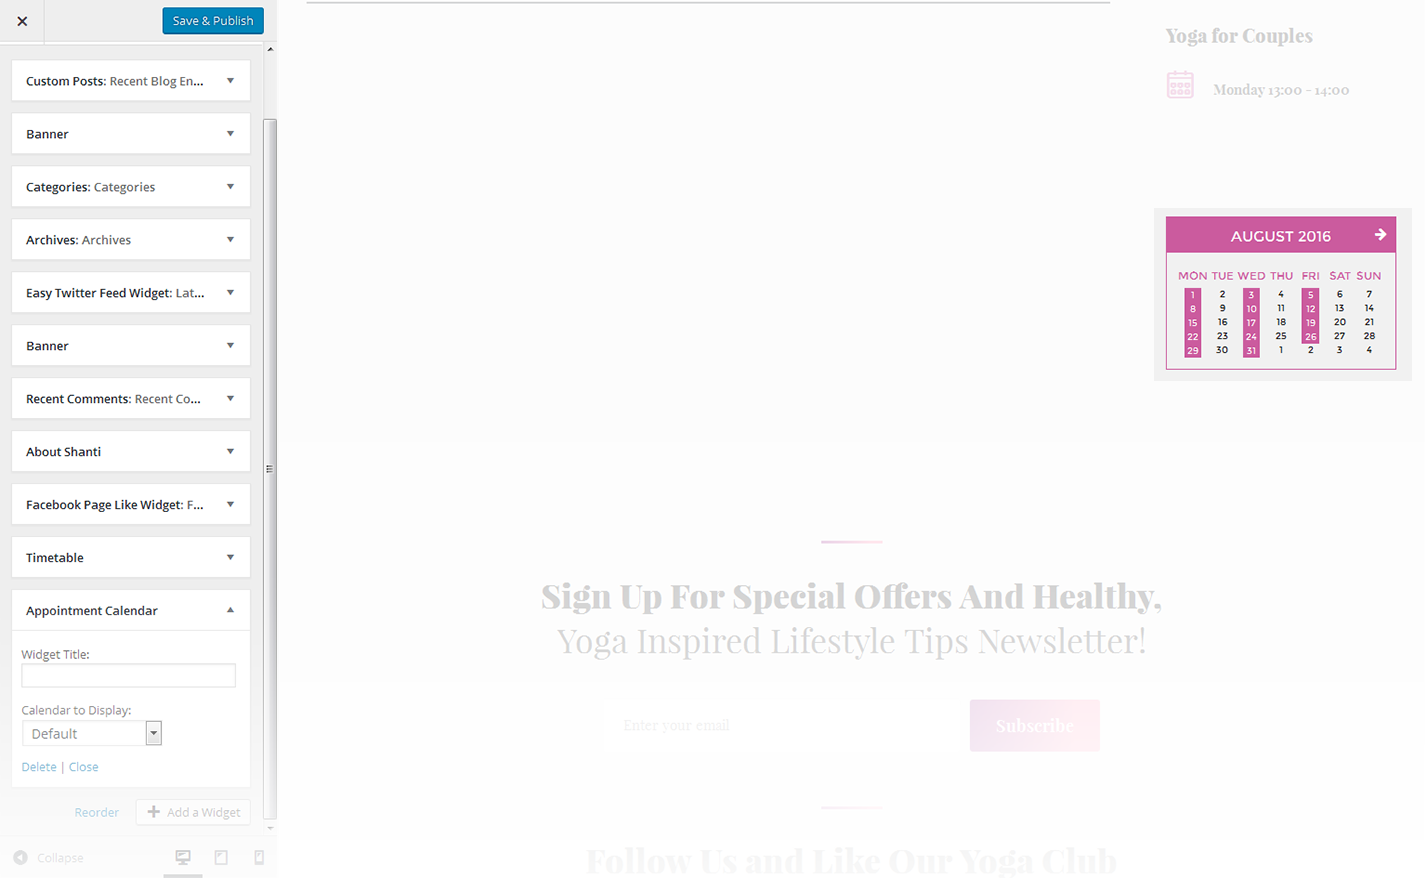 Save & Publish
Custom Posts: Recent Blog En...
Banner
Categories: Categories
Archives: Archives
Easy Twitter Feed Widget: Lat...
Banner
Recent Comments: Recent Co...
About Shanti
Facebook Page Like Widget: F...
Timetable
Appointment Calendar
Widget Title:
Calendar to Display:
Default
Delete | Close
Reorder
Add a Widget
Collapse
Yoga for Couples
Monday 13:00 - 14:00
AUGUST 2016
MON TUE WED THU FRI SAT SUN
1 2 3 4 5 6 7
8 9 10 11 12 13 14
15 16 17 18 19 20 21
22 23 24 25 26 27 28
29 30 31 1 2 3 4
Sign Up For Special Offers And Healthy,
Yoga Inspired Lifestyle Tips Newsletter!
Enter your email
Subscribe
Follow Us and Like Our Yoga Club